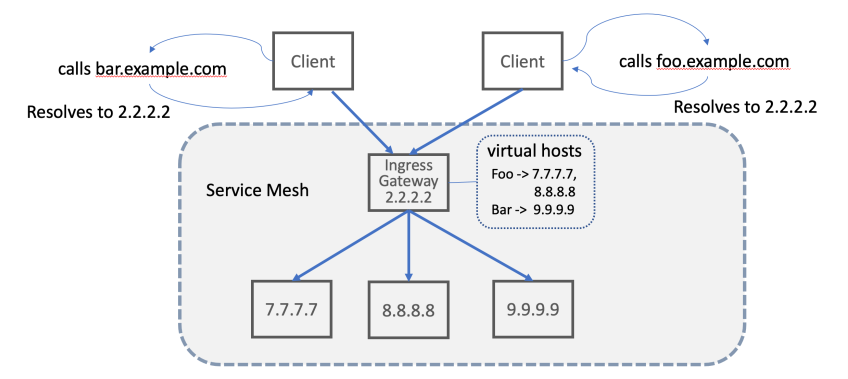 Client
calls bar.example.com
Resolves to 2.2.2.2
Client
calls foo.example.com
Resolves to 2.2.2.2
Service Mesh
Ingress
Gateway
2.2.2.2
virtual hosts
Foo -> 7.7.7.7,
8.8.8.8
Bar -> 9.9.9.9
7.7.7.7
8.8.8.8
9.9.9.9